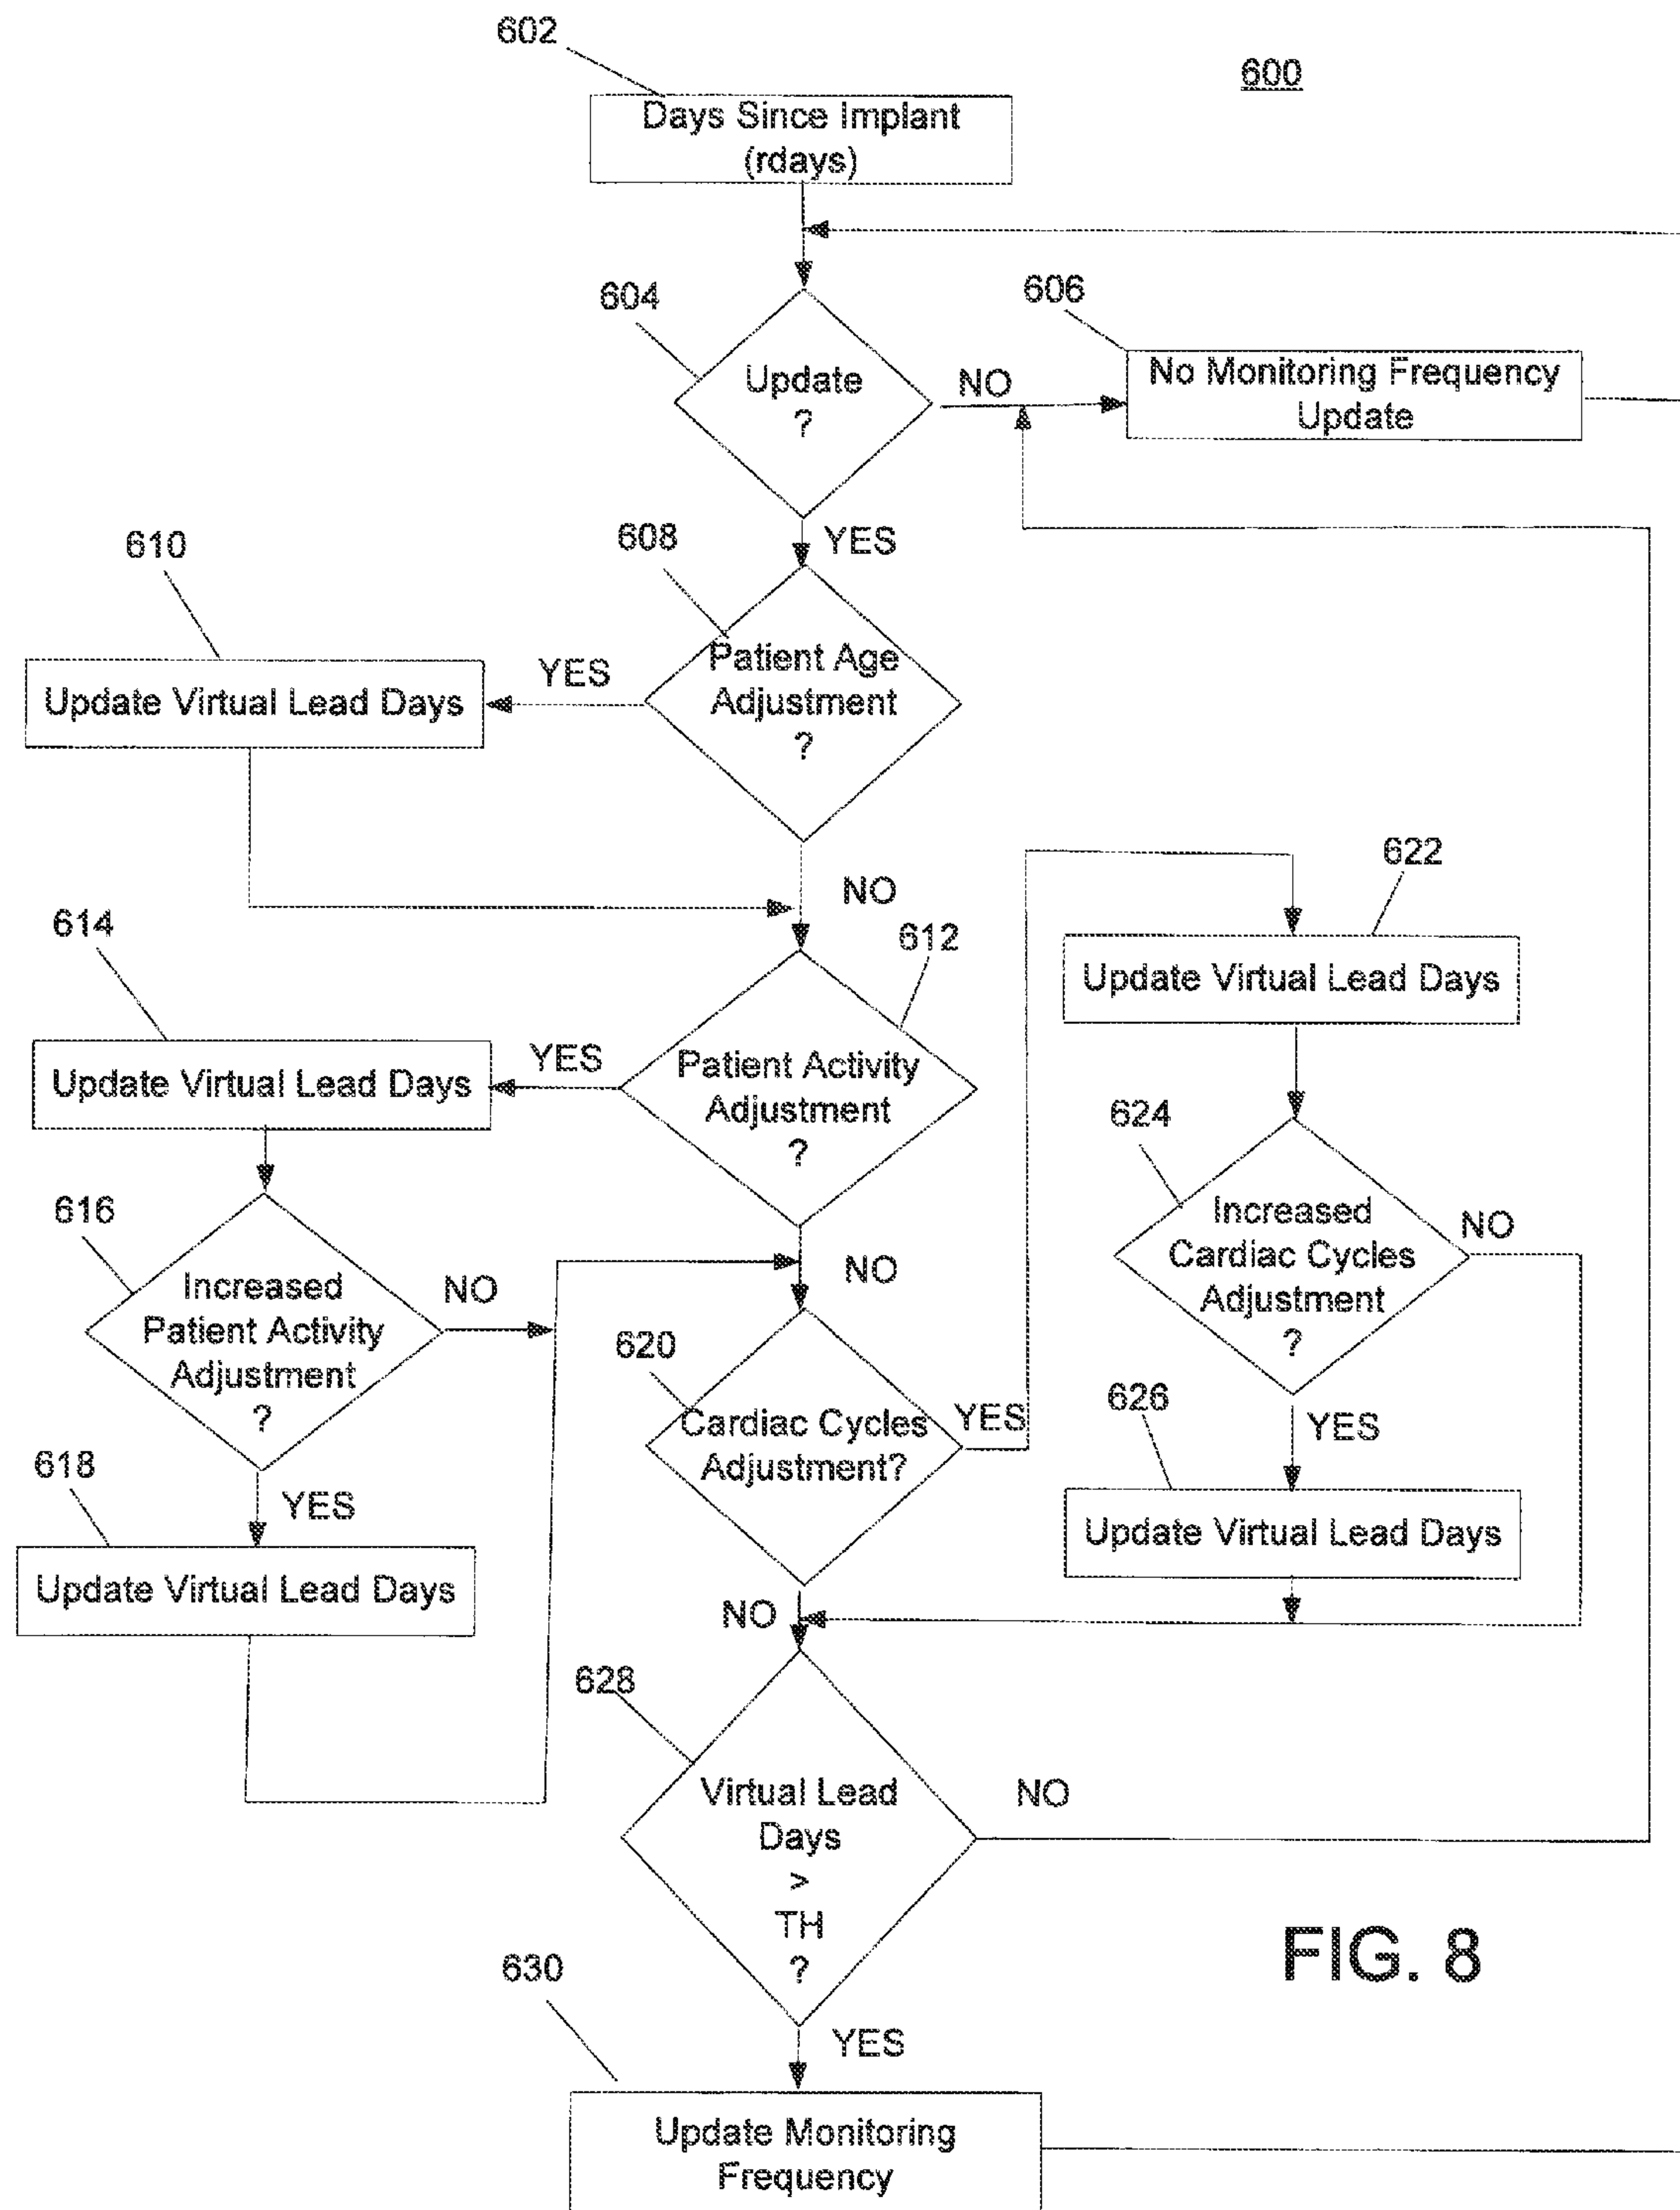 602
600
Days Since Implant
(rdays)
604
606
Update
?
NO
No Monitoring Frequency
Update
YES
608
610
Patient Age
Adjustment
?
YES
Update Virtual Lead Days
NO
612
614
Patient Activity
Adjustment
?
YES
Update Virtual Lead Days
616
Increased
Patient Activity
Adjustment
?
NO
YES
618
Update Virtual Lead Days
NO
620
Cardiac Cycles
Adjustment?
YES
622
Update Virtual Lead Days
624
Increased
Cardiac Cycles
Adjustment
?
NO
YES
626
Update Virtual Lead Days
NO
628
Virtual Lead
Days
>
TH
?
NO
YES
630
Update Monitoring
Frequency
FIG. 8